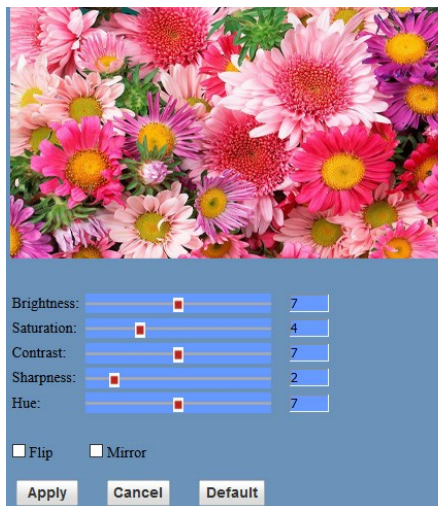 Brightness: 7
Saturation: 4
Contrast: 7
Sharpness: 2
Hue: 7
Flip Mirror
Apply Cancel Default